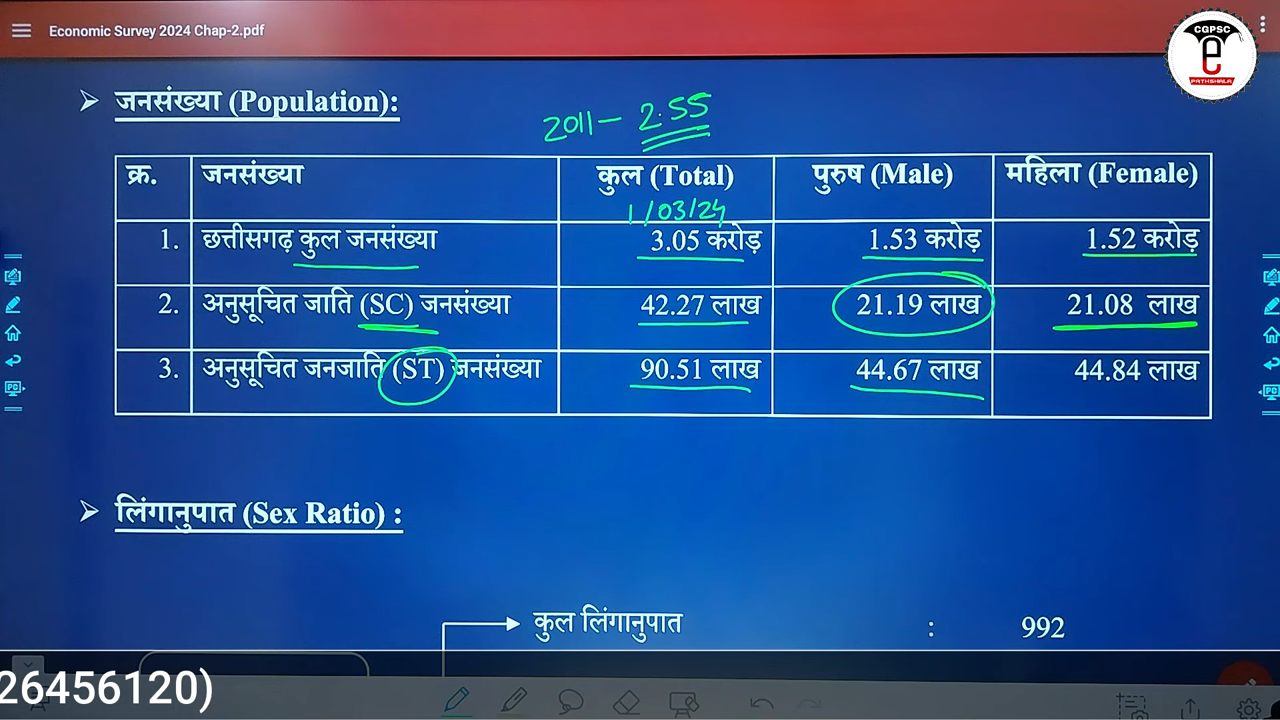 Economic Survey 2024 Chap-2.pdf
CGPSC
e
PATHSHALA
➤ जनसंख्या (Population):
2011- 2.55
क्र. जनसंख्या कुल (Total) पुरुष (Male) महिला (Female)
1/03/24
1. छत्तीसगढ़ कुल जनसंख्या 3.05 करोड़ 1.53 करोड़ 1.52 करोड़
2. अनुसूचित जाति (SC) जनसंख्या 42.27 लाख 21.19 लाख 21.08 लाख
3. अनुसूचित जनजाति (ST) जनसंख्या 90.51 लाख 44.67 लाख 44.84 लाख
➤ लिंगानुपात (Sex Ratio) :
कुल लिंगानुपात : 992
26456120)